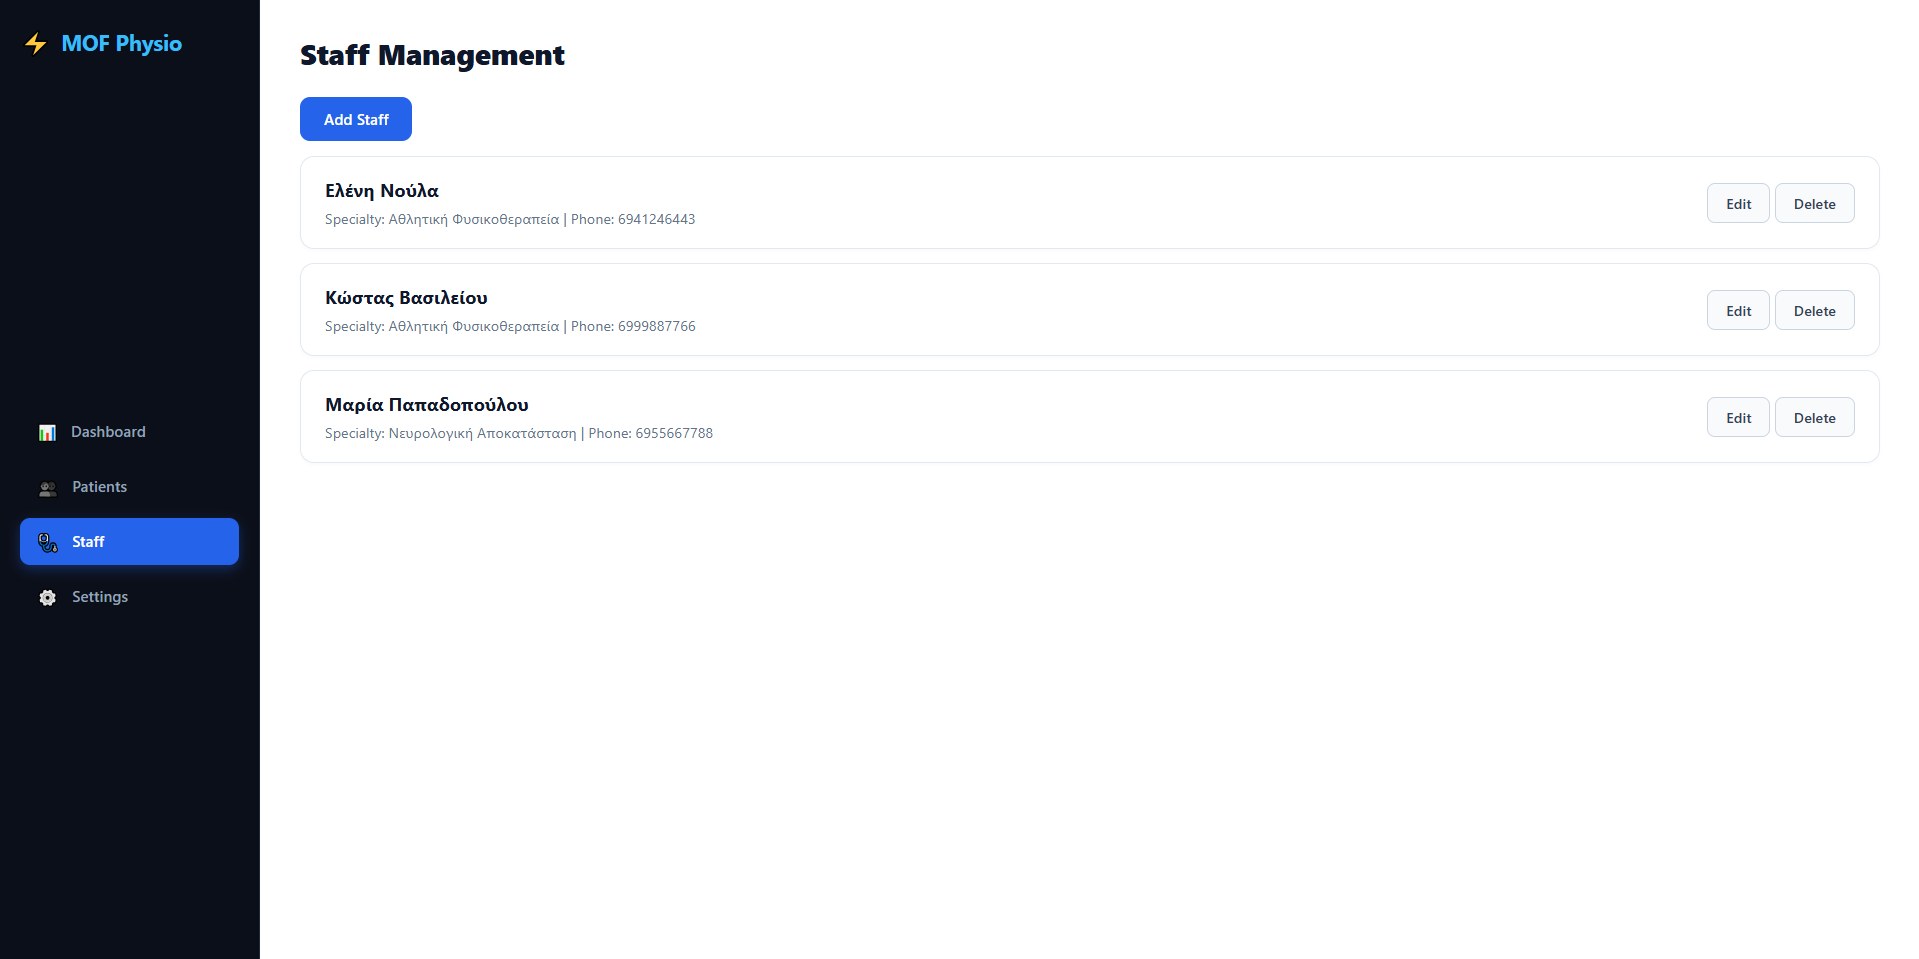 MOF Physio
Dashboard
Patients
Staff
Settings
Staff Management
Add Staff
Ελένη Νούλα
Specialty: Αθλητική Φυσικοθεραπεία | Phone: 6941246443
Edit Delete
Κώστας Βασιλείου
Specialty: Αθλητική Φυσικοθεραπεία | Phone: 6999887766
Edit Delete
Μαρία Παπαδοπούλου
Specialty: Νευρολογική Αποκατάσταση | Phone: 6955667788
Edit Delete